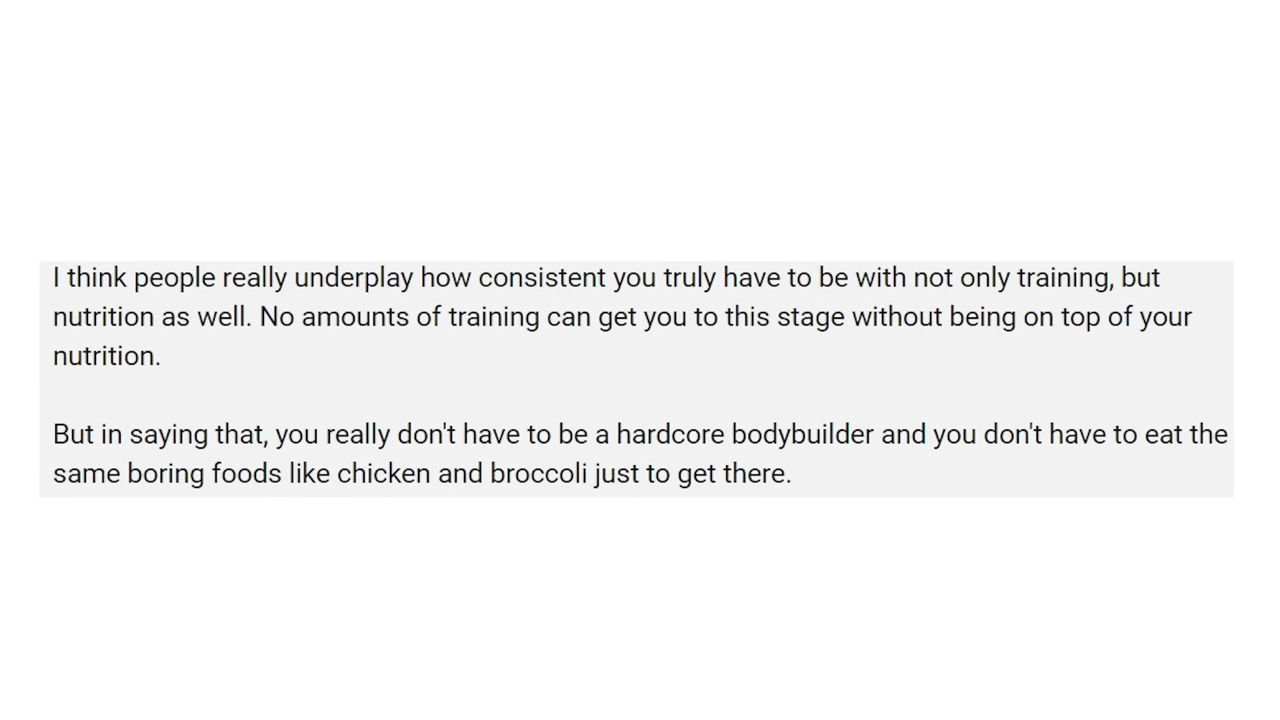 I think people really underplay how consistent you truly have to be with not only training, but
nutrition as well. No amounts of training can get you to this stage without being on top of your
nutrition.
But in saying that, you really don't have to be a hardcore bodybuilder and you don't have to eat the
same boring foods like chicken and broccoli just to get there.